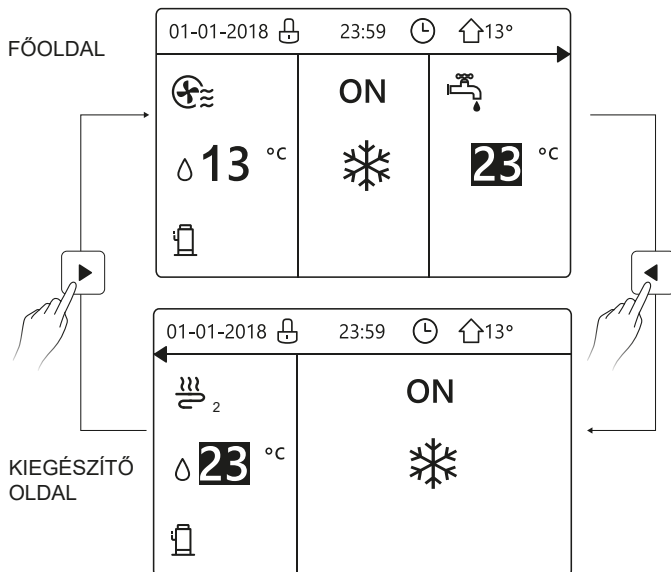 FŐOLDAL
01-01-2018 23:59 13°
ON
13 °C
23 °C
01-01-2018 23:59 13°
2
ON
23 °C
KIEGÉSZÍTŐ
OLDAL